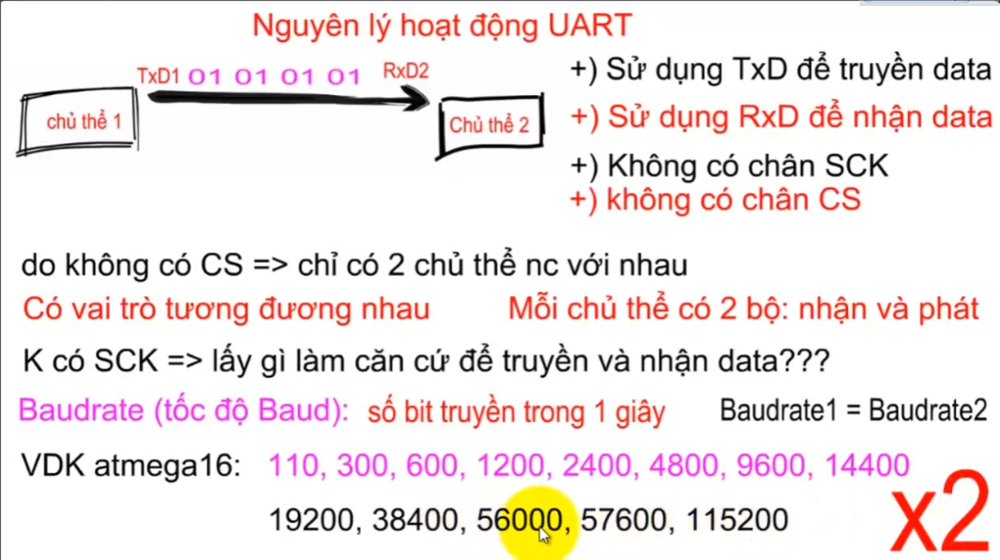 Nguyên lý hoạt động UART
TxD1 01 01 01 01 RxD2
chủ thể 1
Chủ thể 2
+) Sử dụng TxD để truyền data
+) Sử dụng RxD để nhận data
+) Không có chân SCK
+) không có chân CS
do không có CS => chỉ có 2 chủ thể nc với nhau
Có vai trò tương đương nhau Mỗi chủ thể có 2 bộ: nhận và phát
K có SCK => lấy gì làm căn cứ để truyền và nhận data???
Baudrate (tốc độ Baud): số bit truyền trong 1 giây Baudrate1 = Baudrate2
VDK atmega16: 110, 300, 600, 1200, 2400, 4800, 9600, 14400
19200, 38400, 56000, 57600, 115200
x2